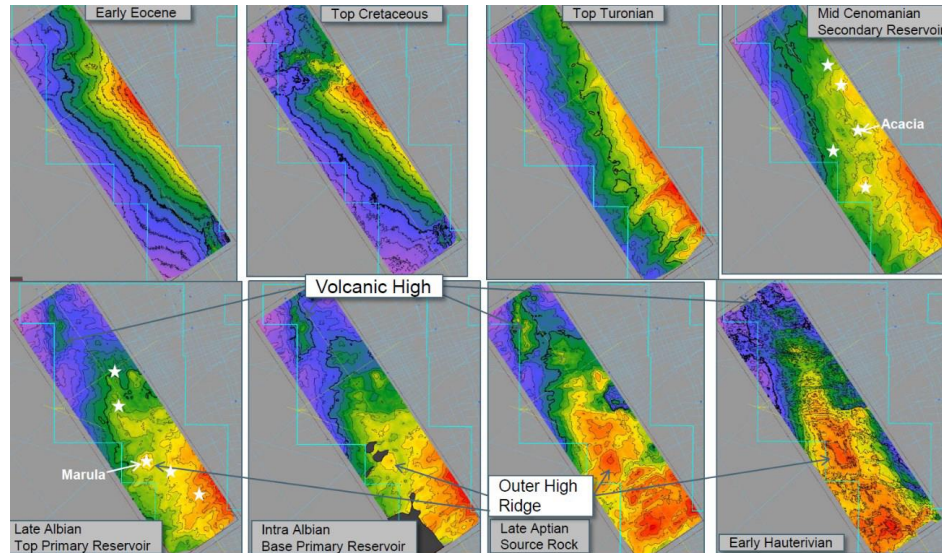 Early Eocene
Top Cretaceous
Top Turonian
Mid Cenomanian
Secondary Reservoir
Acacia
Volcanic High
Marula
Outer High
Ridge
Late Albian
Top Primary Reservoir
Intra Albian
Base Primary Reservoir
Late Aptian
Source Rock
Early Hauterivian